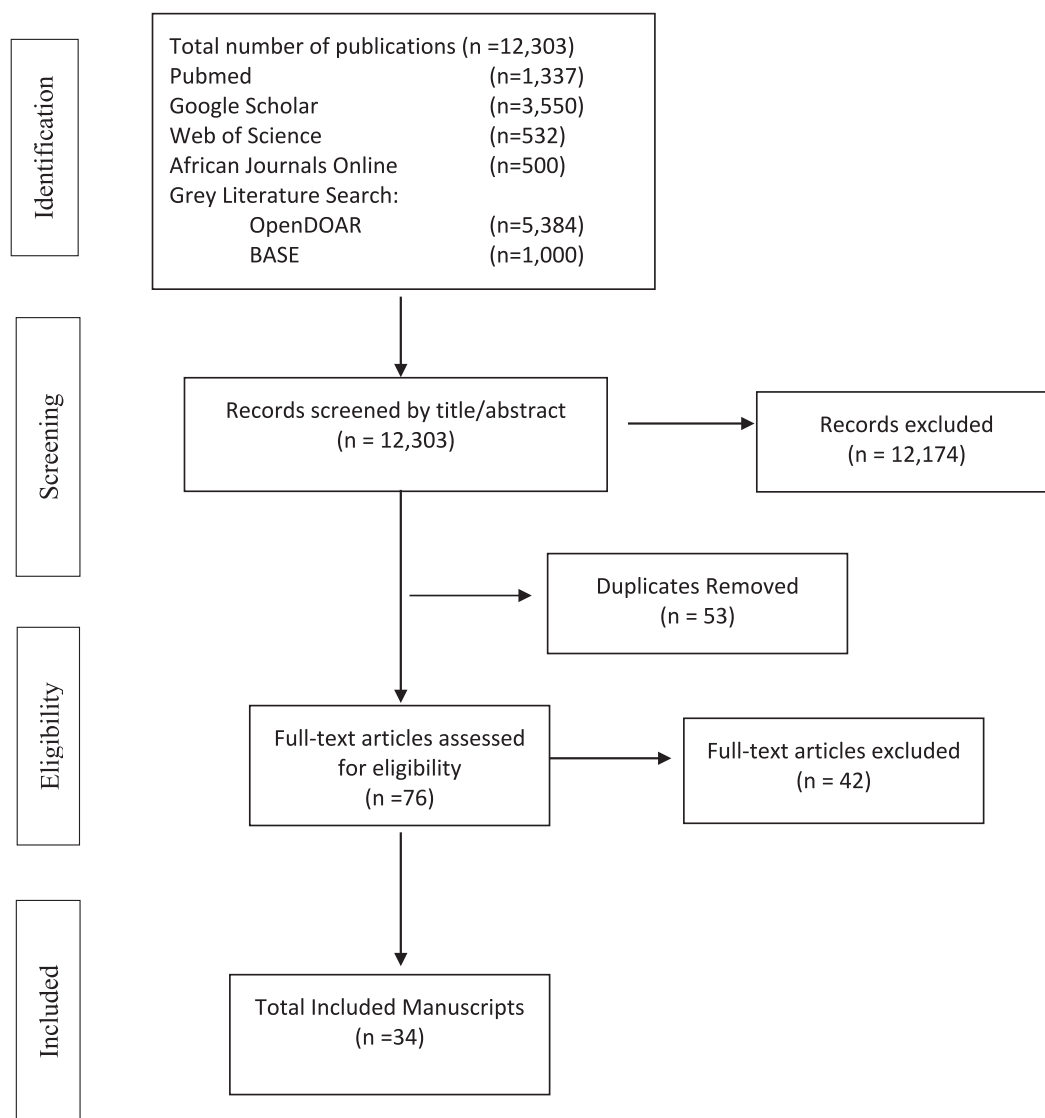 Identification
Total number of publications (n =12,303)
Pubmed (n=1,337)
Google Scholar (n=3,550)
Web of Science (n=532)
African Journals Online (n=500)
Grey Literature Search:
OpenDOAR (n=5,384)
BASE (n=1,000)
Screening
Records screened by title/abstract
(n = 12,303)
Records excluded
(n = 12,174)
Duplicates Removed
(n = 53)
Eligibility
Full-text articles assessed
for eligibility
(n =76)
Full-text articles excluded
(n = 42)
Included
Total Included Manuscripts
(n =34)